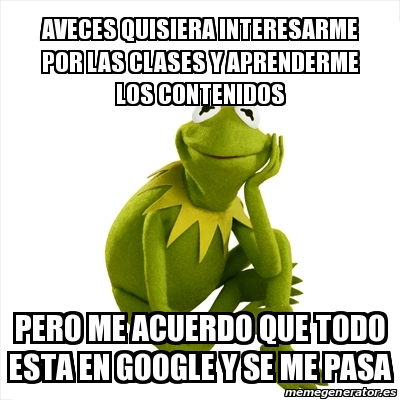 AVECES QUISIERA INTERESARME
POR LAS CLASES Y APRENDERME
LOS CONTENIDOS
PERO ME ACUERDO QUE TODO
ESTA EN GOOGLE Y SE ME PASA
memegenerator.es